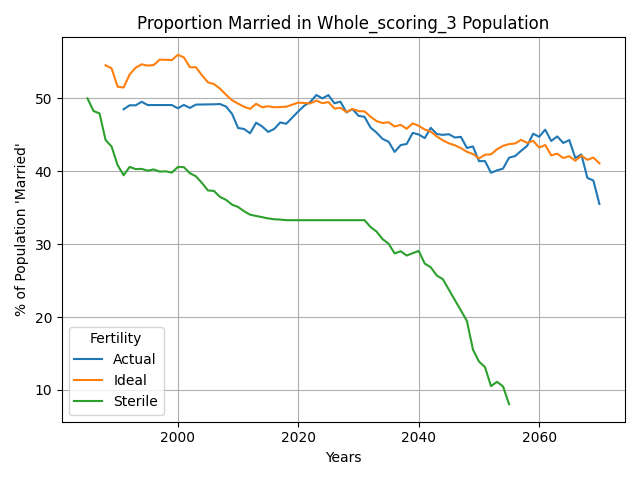 Proportion Married in Whole_scoring_3 Population
% of Population 'Married'
50
40
30
20
10
Fertility
Actual
Ideal
Sterile
2000 2020 2040 2060
Years